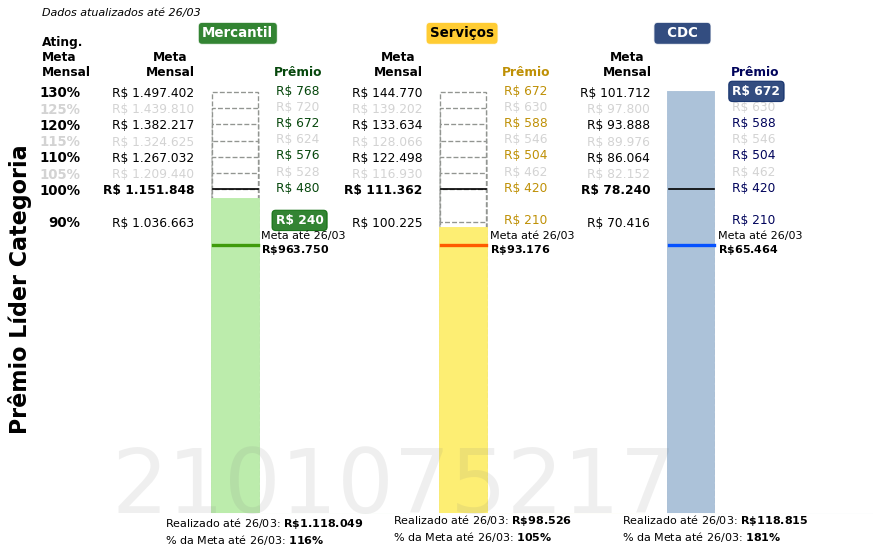 Dados atualizados até 26/03
Mercantil Serviços CDC
Ating. Meta Mensal
Meta Mensal Prêmio Meta Mensal Prêmio Meta Mensal Prêmio
130% R$ 1.497.402 R$ 768 R$ 144.770 R$ 672 R$ 101.712 R$ 672
125% R$ 1.439.810 R$ 720 R$ 139.202 R$ 630 R$ 97.800 R$ 630
120% R$ 1.382.217 R$ 672 R$ 133.634 R$ 588 R$ 93.888 R$ 588
115% R$ 1.324.625 R$ 624 R$ 128.066 R$ 546 R$ 89.976 R$ 546
110% R$ 1.267.032 R$ 576 R$ 122.498 R$ 504 R$ 86.064 R$ 504
105% R$ 1.209.440 R$ 528 R$ 116.930 R$ 462 R$ 82.152 R$ 462
100% R$ 1.151.848 R$ 480 R$ 111.362 R$ 420 R$ 78.240 R$ 420
90% R$ 1.036.663 R$ 240 R$ 100.225 R$ 210 R$ 70.416 R$ 210
Meta até 26/03 Meta até 26/03 Meta até 26/03
R$963.750 R$93.176 R$65.464
Prêmio Líder Categoria
2101075217
Realizado até 26/03: R$1.118.049 Realizado até 26/03: R$98.526 Realizado até 26/03: R$118.815
% da Meta até 26/03: 116% % da Meta até 26/03: 105% % da Meta até 26/03: 181%